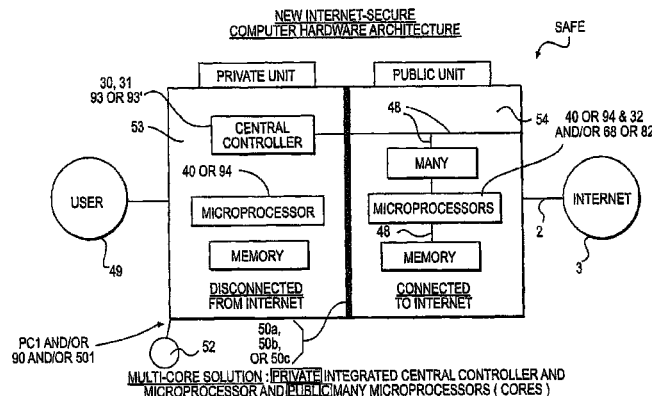 NEW INTERNET-SECURE
COMPUTER HARDWARE ARCHITECTURE
SAFE
PRIVATE UNIT
PUBLIC UNIT
30, 31
93 OR 93'
53
CENTRAL
CONTROLLER
48
54
40 OR 94 & 32
AND/OR 68 OR 82
MANY
40 OR 94
USER
MICROPROCESSOR
MICROPROCESSORS
INTERNET
48
2
49
MEMORY
MEMORY
3
DISCONNECTED
FROM INTERNET
CONNECTED
TO INTERNET
PC1 AND/OR
90 AND/OR 501
52
50a,
50b,
OR 50c
MULTI-CORE SOLUTION : PRIVATE INTEGRATED CENTRAL CONTROLLER AND
MICROPROCESSOR AND PUBLIC MANY MICROPROCESSORS ( CORES )